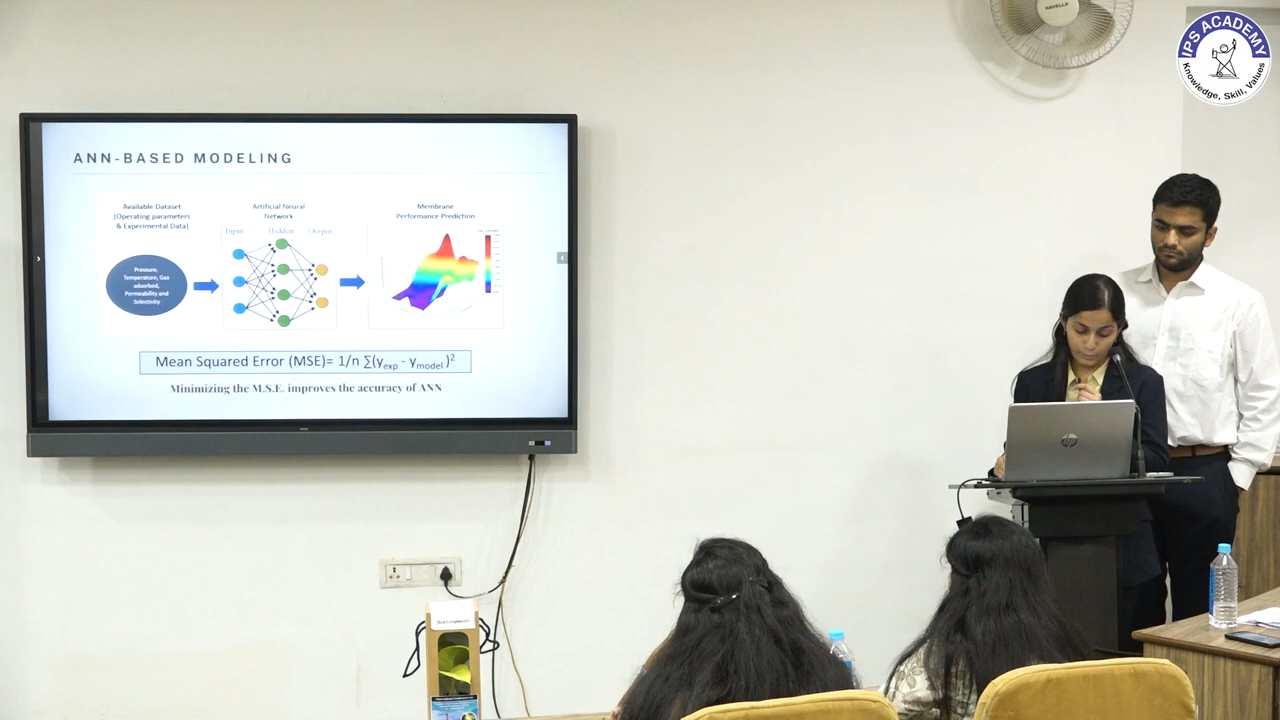 HAVELLS
IPS ACADEMY
Knowledge, Skill, Values
ANN-BASED MODELING
Available Dataset
(Operating parameters
& Experimental Data)
Artificial Neural
Network
Membrane
Performance Prediction
Input Hidden Output
Pressure,
Temperature, Gas
adsorbed,
Permeability and
Selectivity
Mean Squared Error (MSE)= 1/n ∑(yexp - ymodel )2
Minimizing the M.S.E. improves the accuracy of ANN
hp